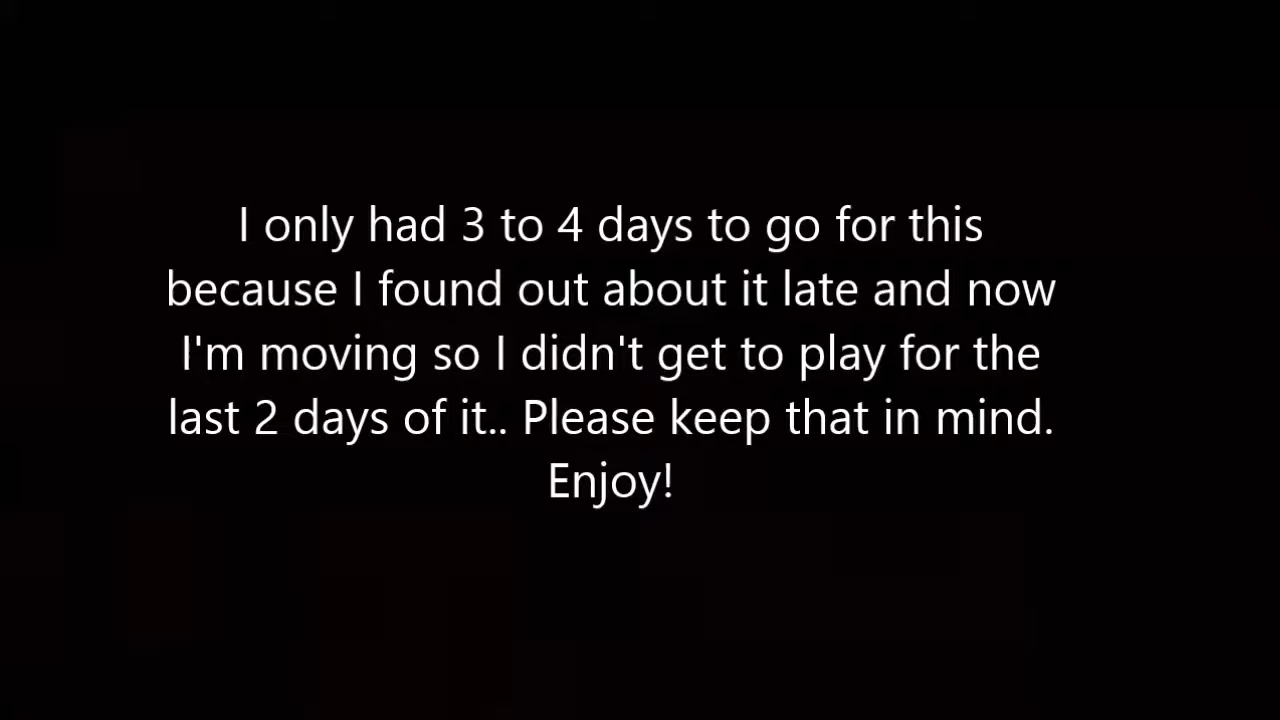 I only had 3 to 4 days to go for this
because I found out about it late and now
I'm moving so I didn't get to play for the
last 2 days of it.. Please keep that in mind.
Enjoy!